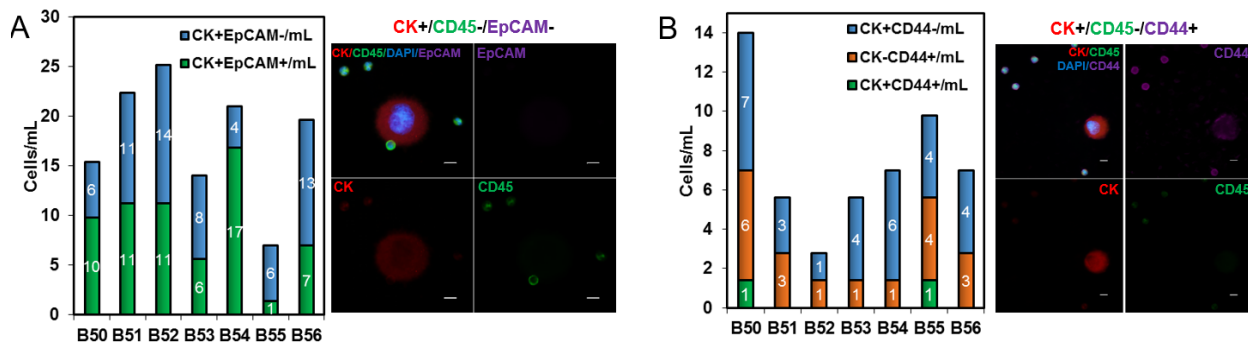 A
CK+EpCAM-/mL
CK+EpCAM+/mL
Cells/mL
30
25
20
15
10
5
0
6
10
11
11
14
11
8
6
4
17
6
1
13
7
B50 B51 B52 B53 B54 B55 B56
CK+/CD45-/EpCAM-
CK/CD45/DAPI/EpCAM
EpCAM
CK
CD45
B
CK+CD44-/mL
CK-CD44+/mL
CK+CD44+/mL
Cells/mL
14
12
10
8
6
4
2
0
7
6
1
3
3
1
1
4
1
6
1
4
4
1
4
3
B50 B51 B52 B53 B54 B55 B56
CK+/CD45-/CD44+
CK/CD45
DAPI/CD44
CD44
CK
CD45